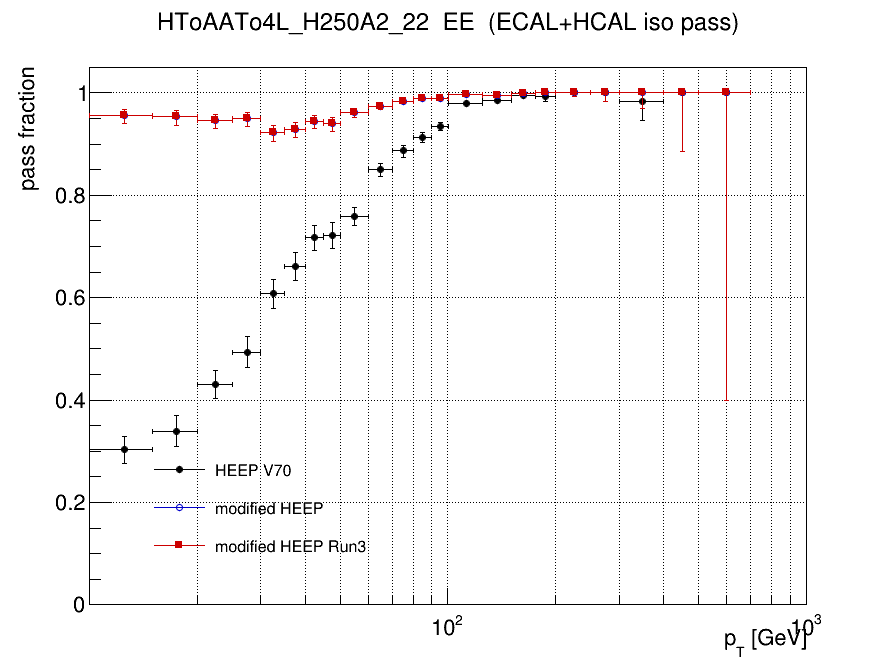 HToAATo4L_H250A2_22 EE (ECAL+HCAL iso pass)
pass fraction
1
0.8
0.6
0.4
0.2
0
HEEP V70
modified HEEP
modified HEEP Run3
10²
10³
p_T [GeV]